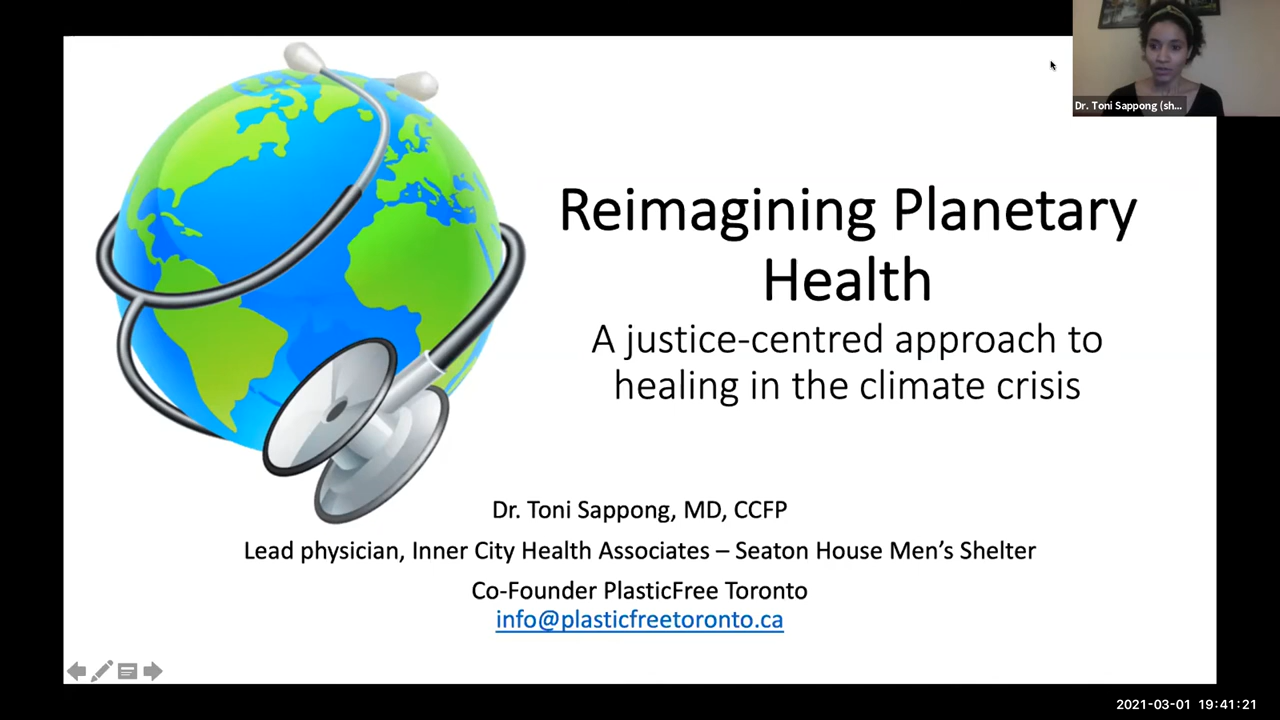 Dr. Toni Sappong (sh...
Reimagining Planetary
Health
A justice-centred approach to
healing in the climate crisis
Dr. Toni Sappong, MD, CCFP
Lead physician, Inner City Health Associates – Seaton House Men’s Shelter
Co-Founder PlasticFree Toronto
info@plasticfreetoronto.ca
2021-03-01 19:41:21